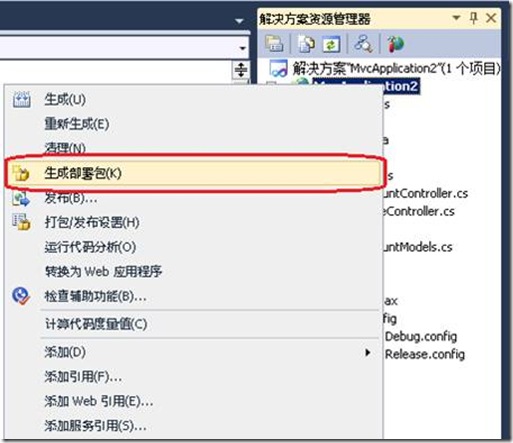 解决方案资源管理器
解决方案"MvcApplication2"(1 个项目)
MvcApplication2
生成(U)
重新生成(E)
清理(N)
生成部署包(K)
发布(B)...
打包/发布设置(H)
运行代码分析(O)
转换为 Web 应用程序
检查辅助功能(B)...
计算代码度量值(C)
添加(D)
添加引用(F)...
添加 Web 引用(E)...
添加服务引用(S)...
s
a
s
untController.cs
eController.cs
untModels.cs
ax
fig
Debug.config
Release.config